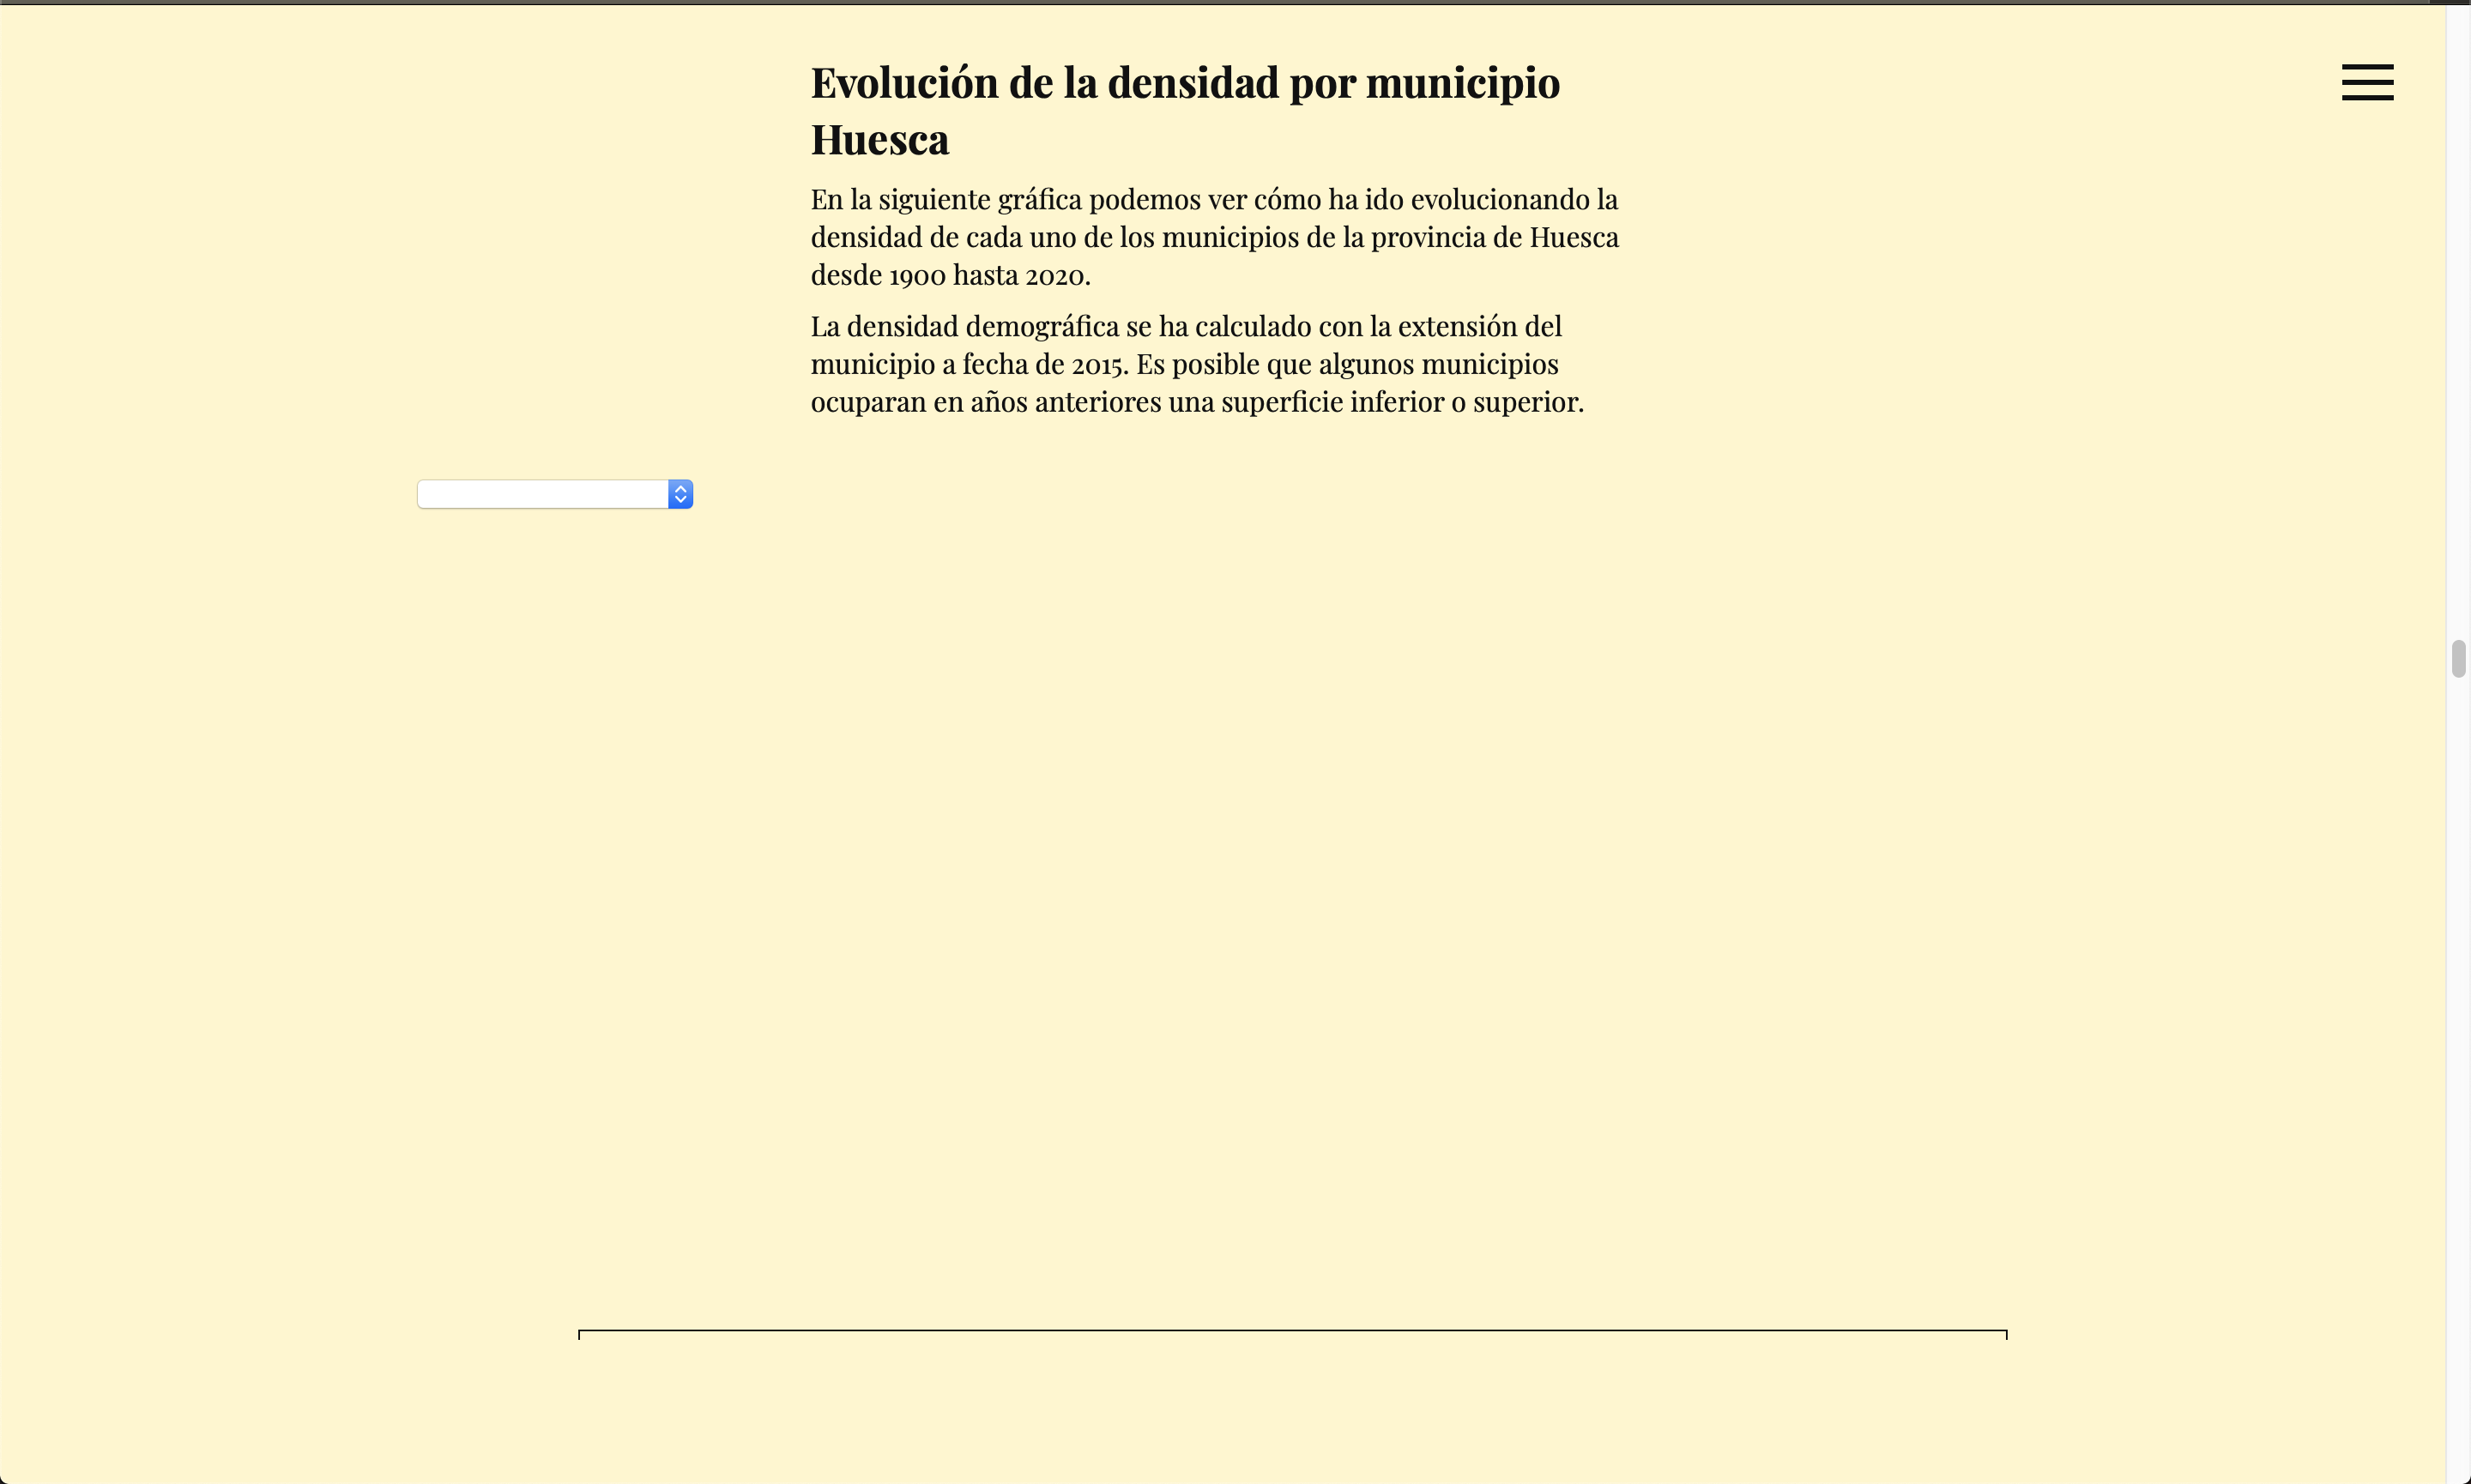 Evolución de la densidad por municipio
Huesca
En la siguiente gráfica podemos ver cómo ha ido evolucionando la
densidad de cada uno de los municipios de la provincia de Huesca
desde 1900 hasta 2020.
La densidad demográfica se ha calculado con la extensión del
municipio a fecha de 2015. Es posible que algunos municipios
ocuparan en años anteriores una superficie inferior o superior.